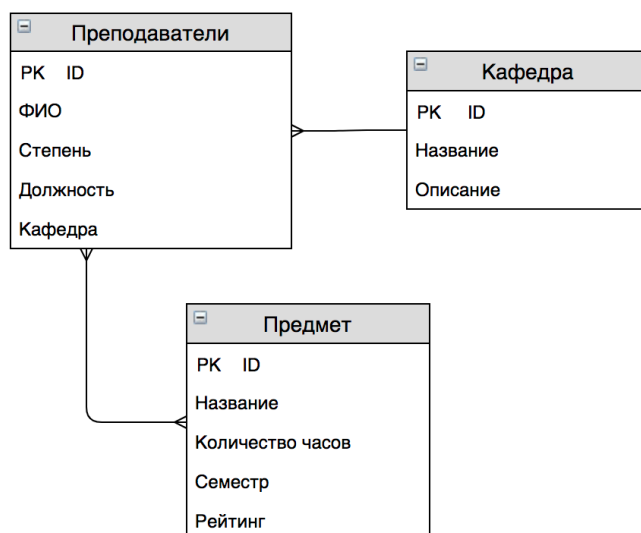 Преподаватели
PK ID
ФИО
Степень
Должность
Кафедра
Кафедра
PK ID
Название
Описание
Предмет
PK ID
Название
Количество часов
Семестр
Рейтинг